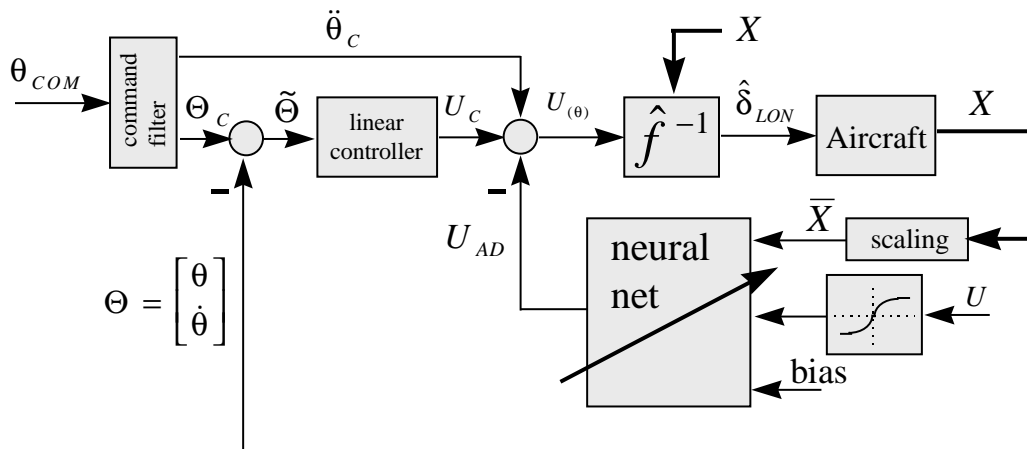 θ̈_C
X
θ_COM
command
filter
Θ_C
Θ̃
linear
controller
U_C
U_(θ)
f̂ ⁻¹
δ̂_LON
Aircraft
X
−
−
U_AD
neural
net
X̅
scaling
U
bias
Θ = [θ
θ̇]